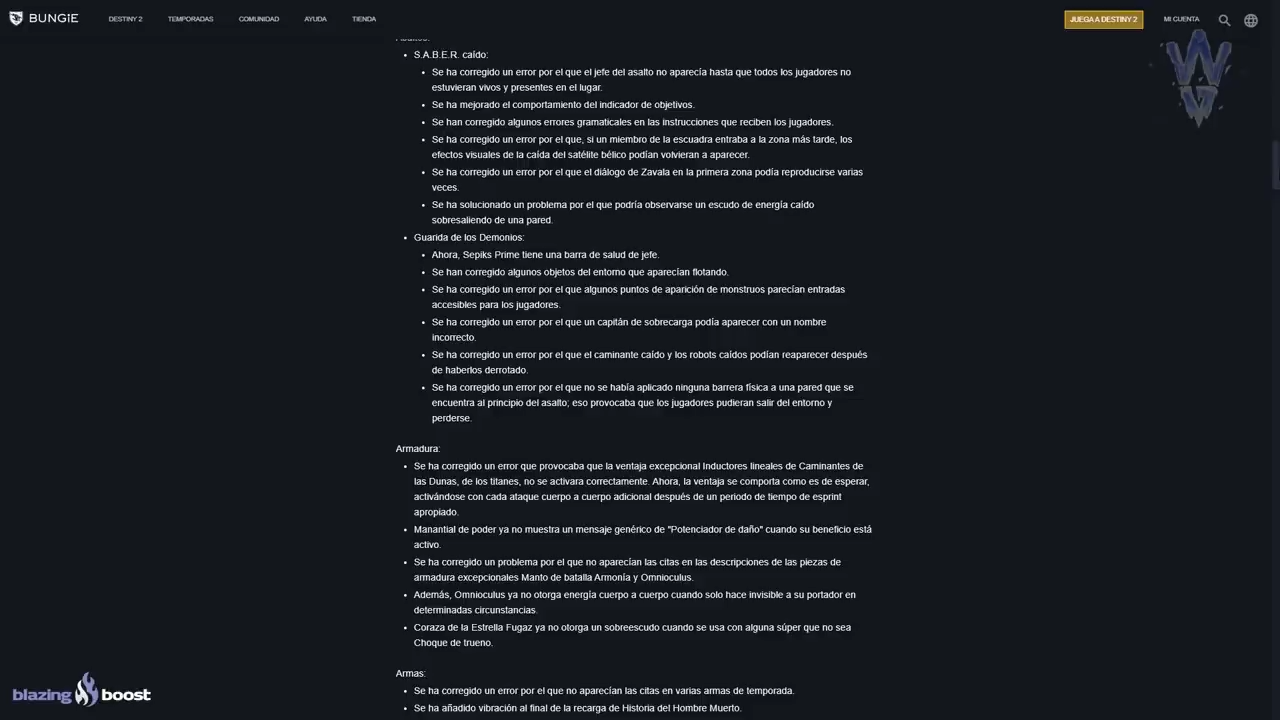 BUNGiE
DESTINY 2
TEMPORADAS
COMUNIDAD
AYUDA
TIENDA
JUEGA A DESTINY 2
MI CUENTA
S.A.B.E.R. caído:
Se ha corregido un error por el que el jefe del asalto no aparecía hasta que todos los jugadores no
estuvieran vivos y presentes en el lugar.
Se ha mejorado el comportamiento del indicador de objetivos.
Se han corregido algunos errores gramaticales en las instrucciones que reciben los jugadores.
Se ha corregido un error por el que, si un miembro de la escuadra entraba a la zona más tarde, los
efectos visuales de la caída del satélite bélico podían volvieran a aparecer.
Se ha corregido un error por el que el diálogo de Zavala en la primera zona podía reproducirse varias
veces.
Se ha solucionado un problema por el que podría observarse un escudo de energía caído
sobresaliendo de una pared.
Guarida de los Demonios:
Ahora, Sepiks Prime tiene una barra de salud de jefe.
Se han corregido algunos objetos del entorno que aparecían flotando.
Se ha corregido un error por el que algunos puntos de aparición de monstruos parecían entradas
accesibles para los jugadores.
Se ha corregido un error por el que un capitán de sobrecarga podía aparecer con un nombre
incorrecto.
Se ha corregido un error por el que el caminante caído y los robots caídos podían reaparecer después
de haberlos derrotado.
Se ha corregido un error por el que no se había aplicado ninguna barrera física a una pared que se
encuentra al principio del asalto; eso provocaba que los jugadores pudieran salir del entorno y
perderse.
Armadura:
Se ha corregido un error que provocaba que la ventaja excepcional Inductores lineales de Caminantes de
las Dunas, de los titanes, no se activara correctamente. Ahora, la ventaja se comporta como es de esperar,
activándose con cada ataque cuerpo a cuerpo adicional después de un periodo de tiempo de esprint
apropiado.
Manantial de poder ya no muestra un mensaje genérico de "Potenciador de daño" cuando su beneficio está
activo.
Se ha corregido un problema por el que no aparecían las citas en las descripciones de las piezas de
armadura excepcionales Manto de batalla Armonía y Omnioculus.
Además, Omnioculus ya no otorga energía cuerpo a cuerpo cuando solo hace invisible a su portador en
determinadas circunstancias.
Coraza de la Estrella Fugaz ya no otorga un sobreescudo cuando se usa con alguna súper que no sea
Choque de trueno.
Armas:
Se ha corregido un error por el que no aparecían las citas en varias armas de temporada.
Se ha añadido vibración al final de la recarga de Historia del Hombre Muerto.
blazing boost